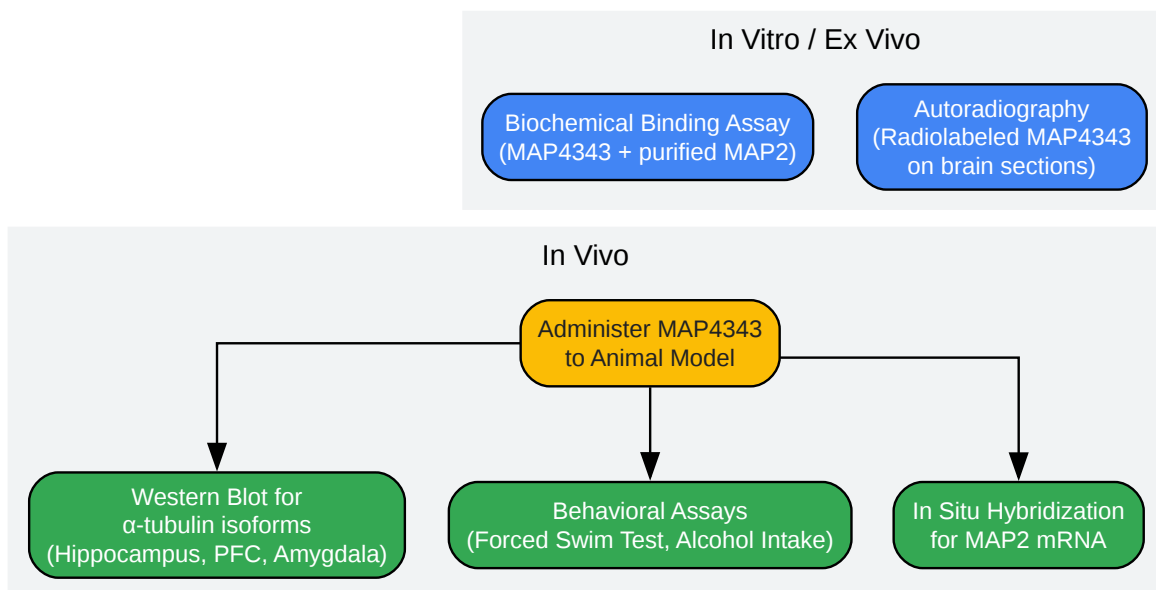 In Vitro / Ex Vivo
Biochemical Binding Assay
(MAP4343 + purified MAP2)
Autoradiography
(Radiolabeled MAP4343
on brain sections)
In Vivo
Administer MAP4343
to Animal Model
Western Blot for
α-tubulin isoforms
(Hippocampus, PFC, Amygdala)
Behavioral Assays
(Forced Swim Test, Alcohol Intake)
In Situ Hybridization
for MAP2 mRNA